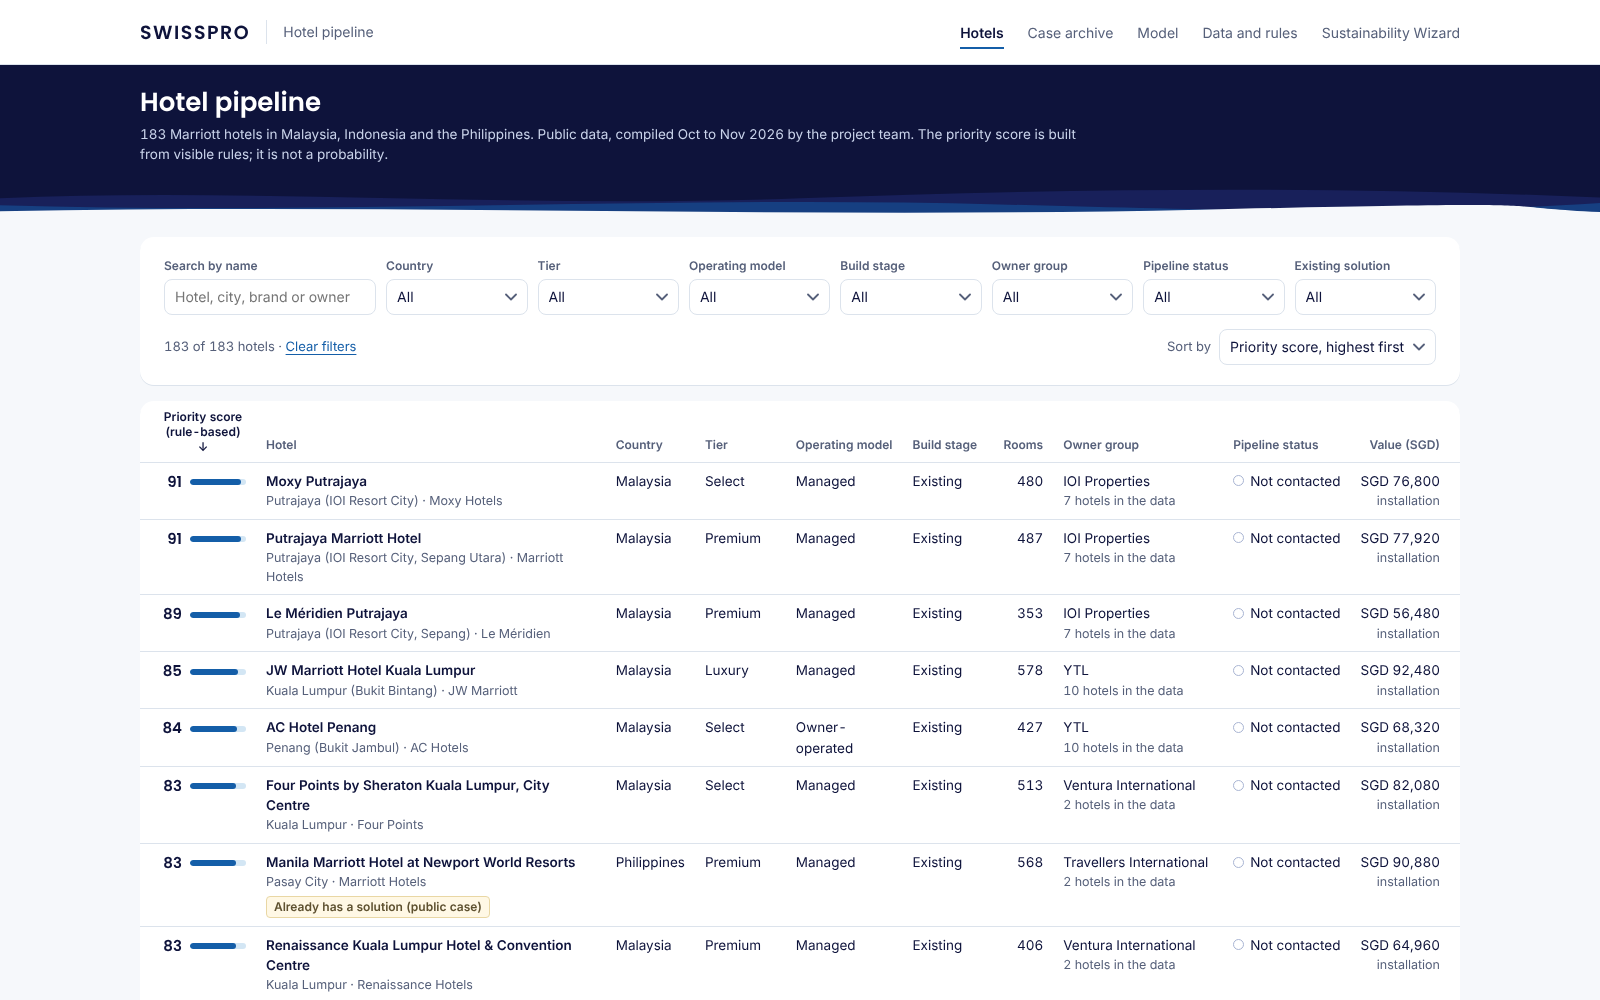 SWISSPRO
Hotel pipeline
Hotels
Case archive
Model
Data and rules
Sustainability Wizard
Hotel pipeline
183 Marriott hotels in Malaysia, Indonesia and the Philippines. Public data, compiled Oct to Nov 2026 by the project team. The priority score is built
from visible rules; it is not a probability.
Search by name
Country
Tier
Operating model
Build stage
Owner group
Pipeline status
Existing solution
Hotel, city, brand or owner
All
All
All
All
All
All
All
183 of 183 hotels · Clear filters
Sort by
Priority score, highest first
Priority score
(rule-based)
↓
Hotel
Country
Tier
Operating model
Build stage
Rooms
Owner group
Pipeline status
Value (SGD)
91 Moxy Putrajaya Malaysia Select Managed Existing 480 IOI Properties Not contacted SGD 76,800
Putrajaya (IOI Resort City) · Moxy Hotels 7 hotels in the data installation
91 Putrajaya Marriott Hotel Malaysia Premium Managed Existing 487 IOI Properties Not contacted SGD 77,920
Putrajaya (IOI Resort City, Sepang Utara) · Marriott 7 hotels in the data installation
Hotels
89 Le Méridien Putrajaya Malaysia Premium Managed Existing 353 IOI Properties Not contacted SGD 56,480
Putrajaya (IOI Resort City, Sepang) · Le Méridien 7 hotels in the data installation
85 JW Marriott Hotel Kuala Lumpur Malaysia Luxury Managed Existing 578 YTL Not contacted SGD 92,480
Kuala Lumpur (Bukit Bintang) · JW Marriott 10 hotels in the data installation
84 AC Hotel Penang Malaysia Select Owner- Existing 427 YTL Not contacted SGD 68,320
Penang (Bukit Jambul) · AC Hotels operated 10 hotels in the data installation
83 Four Points by Sheraton Kuala Lumpur, City Malaysia Select Managed Existing 513 Ventura International Not contacted SGD 82,080
Centre 2 hotels in the data installation
Kuala Lumpur · Four Points
83 Manila Marriott Hotel at Newport World Resorts Philippines Premium Managed Existing 568 Travellers International Not contacted SGD 90,880
Pasay City · Marriott Hotels 2 hotels in the data installation
Already has a solution (public case)
83 Renaissance Kuala Lumpur Hotel & Convention Malaysia Premium Managed Existing 406 Ventura International Not contacted SGD 64,960
Centre 2 hotels in the data installation
Kuala Lumpur · Renaissance Hotels